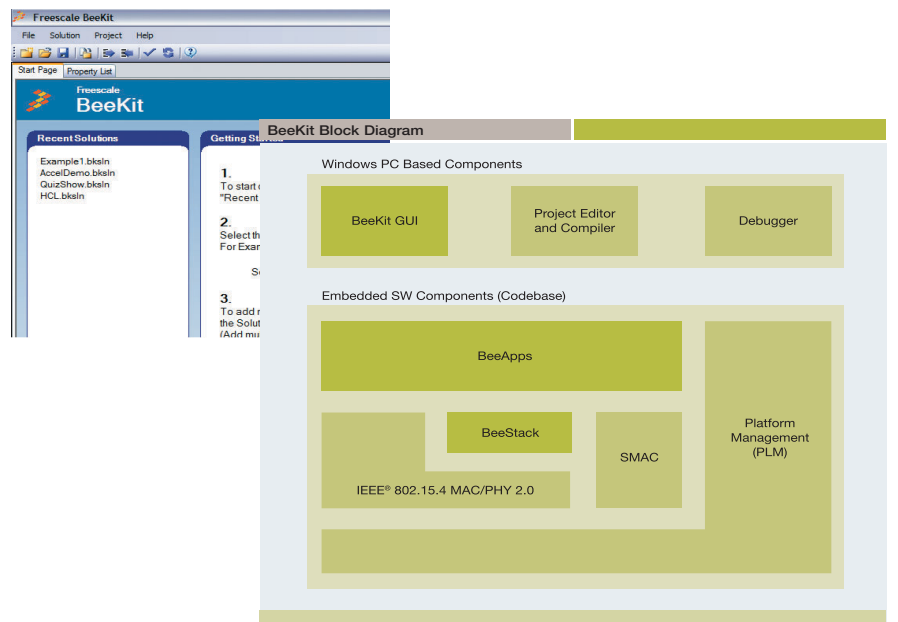 Freescale BeeKit
File Solution Project Help
Start Page Property List
Freescale
BeeKit
Recent Solutions
Example1.bksln
AccelDemo.bksln
QuizShow.bksln
HCL.bksln
Getting
1.
To start
"Recent
2.
Select
For
3.
To add
the
(Add
BeeKit Block Diagram
Windows PC Based Components
BeeKit GUI
Project Editor
and Compiler
Debugger
Embedded SW Components (Codebase)
BeeApps
BeeStack
SMAC
IEEE® 802.15.4 MAC/PHY 2.0
Platform
Management
(PLM)